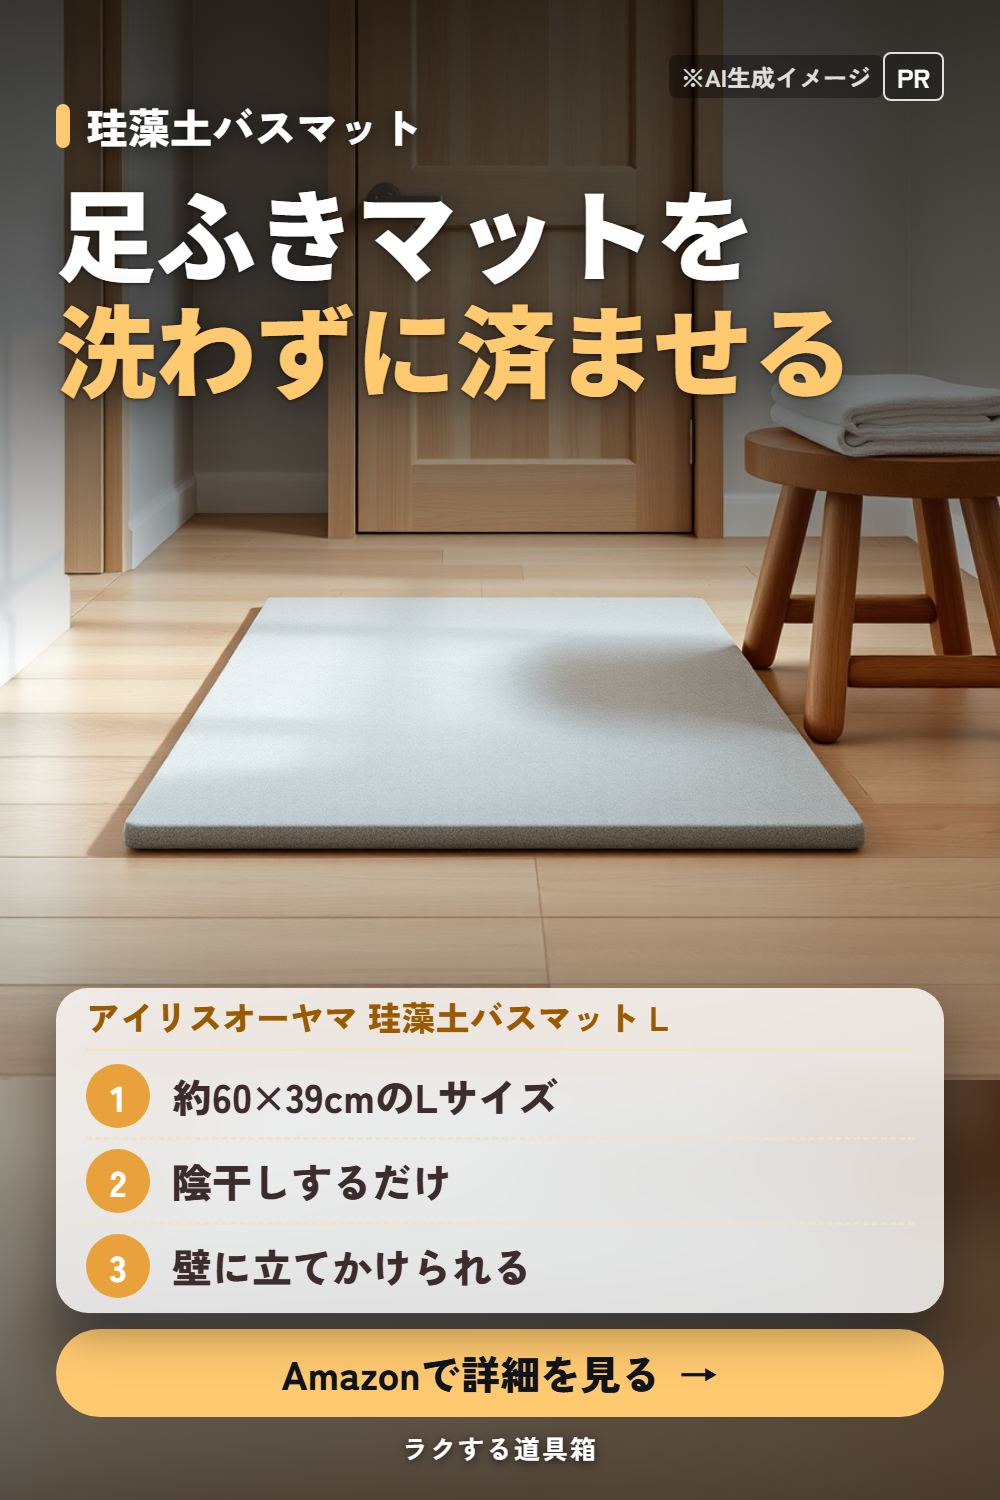 ※AI生成イメージ
PR
珪藻土バスマット
足ふきマットを
洗わずに済ませる
アイリスオーヤマ 珪藻土バスマット L
1 約60×39cmのLサイズ
2 陰干しするだけ
3 壁に立てかけられる
Amazonで詳細を見る →
ラクする道具箱